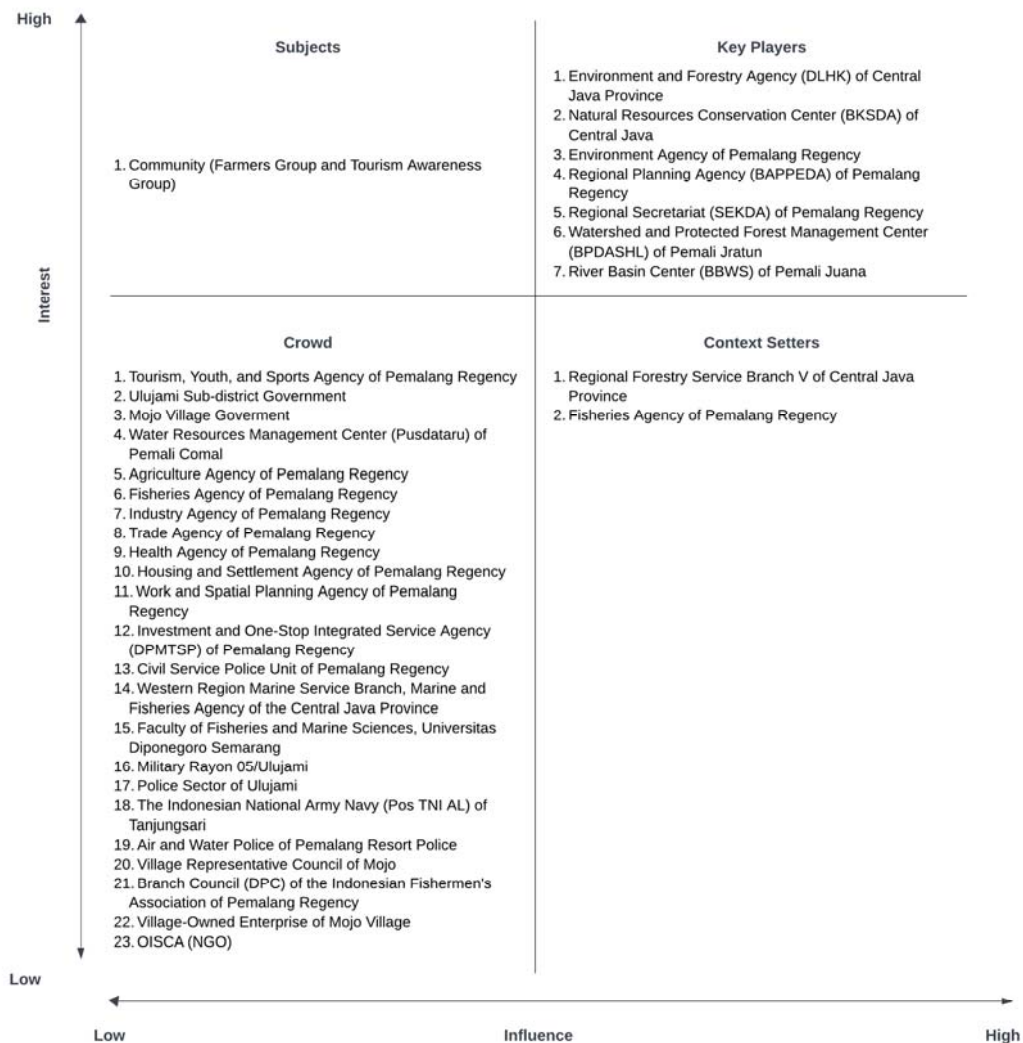 High
Subjects
Key Players
1. Environment and Forestry Agency (DLHK) of Central
Java Province
2. Natural Resources Conservation Center (BKSDA) of
Central Java
3. Environment Agency of Pemalang Regency
4. Regional Planning Agency (BAPPEDA) of Pemalang
Regency
5. Regional Secretariat (SEKDA) of Pemalang Regency
6. Watershed and Protected Forest Management Center
(BPDASHL) of Pemali Jratun
7. River Basin Center (BBWS) of Pemali Juana
1. Community (Farmers Group and Tourism Awareness
Group)
Interest
Crowd
1. Tourism, Youth, and Sports Agency of Pemalang Regency
2. Ulujami Sub-district Government
3. Mojo Village Goverment
4. Water Resources Management Center (Pusdataru) of
Pemali Comal
5. Agriculture Agency of Pemalang Regency
6. Fisheries Agency of Pemalang Regency
7. Industry Agency of Pemalang Regency
8. Trade Agency of Pemalang Regency
9. Health Agency of Pemalang Regency
10. Housing and Settlement Agency of Pemalang Regency
11. Work and Spatial Planning Agency of Pemalang
Regency
12. Investment and One-Stop Integrated Service Agency
(DPMTSP) of Pemalang Regency
13. Civil Service Police Unit of Pemalang Regency
14. Western Region Marine Service Branch, Marine and
Fisheries Agency of the Central Java Province
15. Faculty of Fisheries and Marine Sciences, Universitas
Diponegoro Semarang
16. Military Rayon 05/Ulujami
17. Police Sector of Ulujami
18. The Indonesian National Army Navy (Pos TNI AL) of
Tanjungsari
19. Air and Water Police of Pemalang Resort Police
20. Village Representative Council of Mojo
21. Branch Council (DPC) of the Indonesian Fishermen's
Association of Pemalang Regency
22. Village-Owned Enterprise of Mojo Village
23. OISCA (NGO)
Context Setters
1. Regional Forestry Service Branch V of Central Java
Province
2. Fisheries Agency of Pemalang Regency
Low
Low
Influence
High